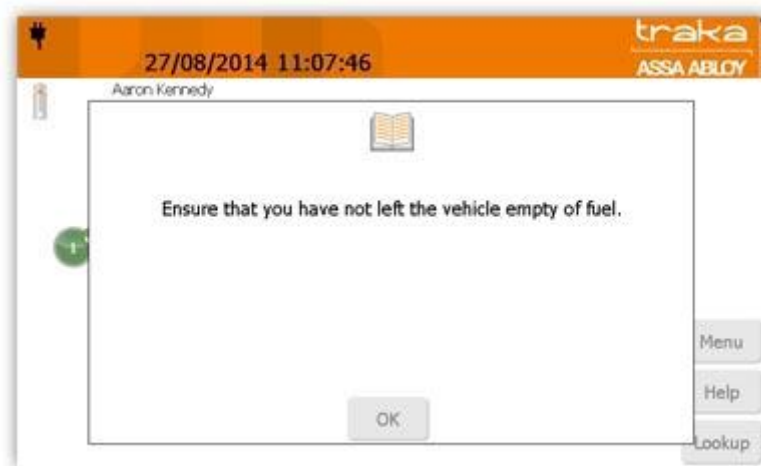 traka
27/08/2014 11:07:46
ASSA ABLOY
Aaron Kennedy
Ensure that you have not left the vehicle empty of fuel.
1
Menu
Help
OK
Lookup